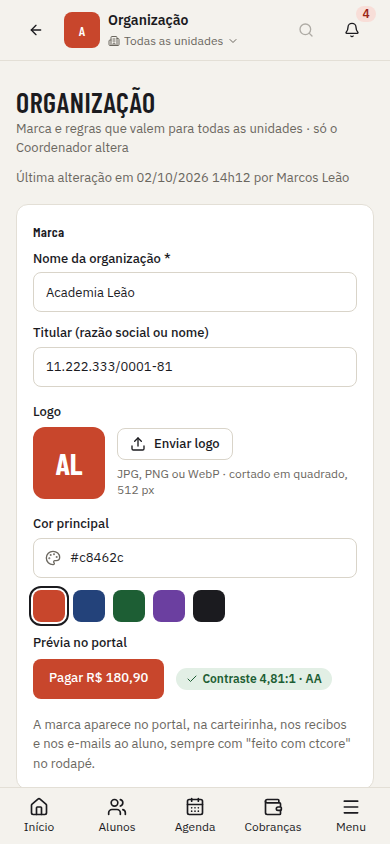 A
Organização
Todas as unidades
4
ORGANIZAÇÃO
Marca e regras que valem para todas as unidades · só o
Coordenador altera
Última alteração em 02/10/2026 14h12 por Marcos Leão
Marca
Nome da organização *
Academia Leão
Titular (razão social ou nome)
11.222.333/0001-81
Logo
AL
Enviar logo
JPG, PNG ou WebP · cortado em quadrado,
512 px
Cor principal
#c8462c
Prévia no portal
Pagar R$ 180,90
Contraste 4,81:1 · AA
A marca aparece no portal, na carteirinha, nos recibos
e nos e-mails ao aluno, sempre com "feito com ctcore"
no rodapé.
Início
Alunos
Agenda
Cobranças
Menu